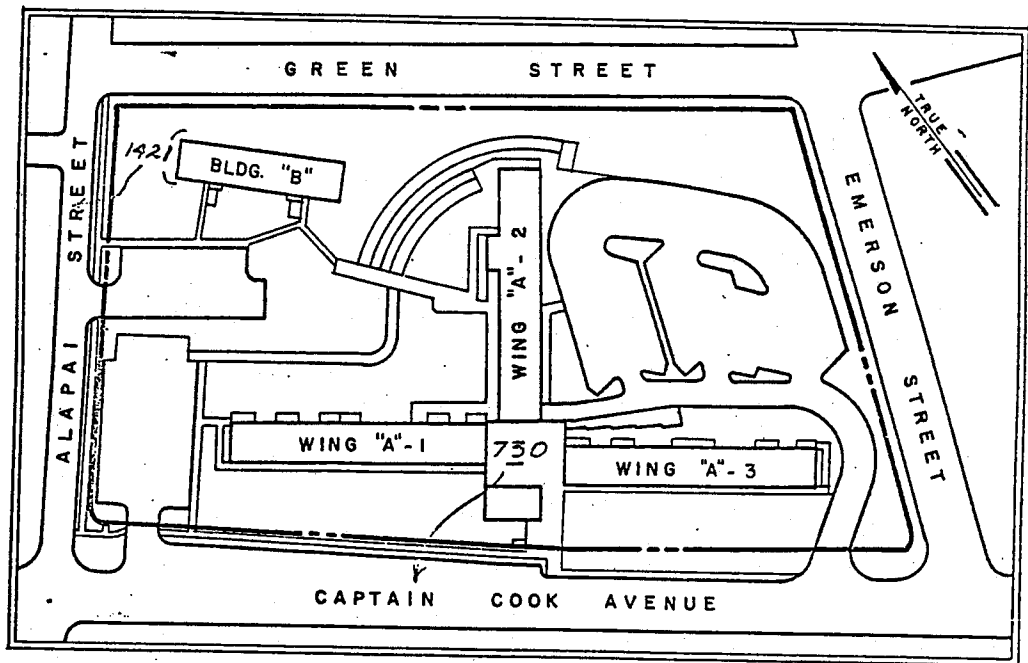 GREEN STREET
TRUE NORTH
ALAPAI STREET
1421
BLDG. "B"
EMERSON STREET
WING "A"-2
WING "A"-1
730
WING "A"-3
CAPTAIN COOK AVENUE